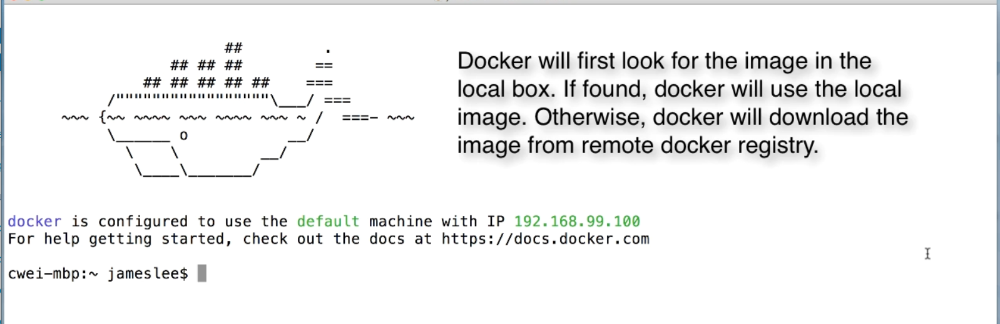 ##         .
                  ## ## ##        ==
               ## ## ## ## ##    ===
           /"""""""""""""""""\___/ ===
      ~~~ {~~ ~~~~ ~~~ ~~~~ ~~~ ~ /  ===- ~~~
           \______ o           __/
             \    \         __/
              \____\_______/
Docker will first look for the image in the
local box. If found, docker will use the local
image. Otherwise, docker will download the
image from remote docker registry.
docker is configured to use the default machine with IP 192.168.99.100
For help getting started, check out the docs at https://docs.docker.com
cwei-mbp:~ jameslee$